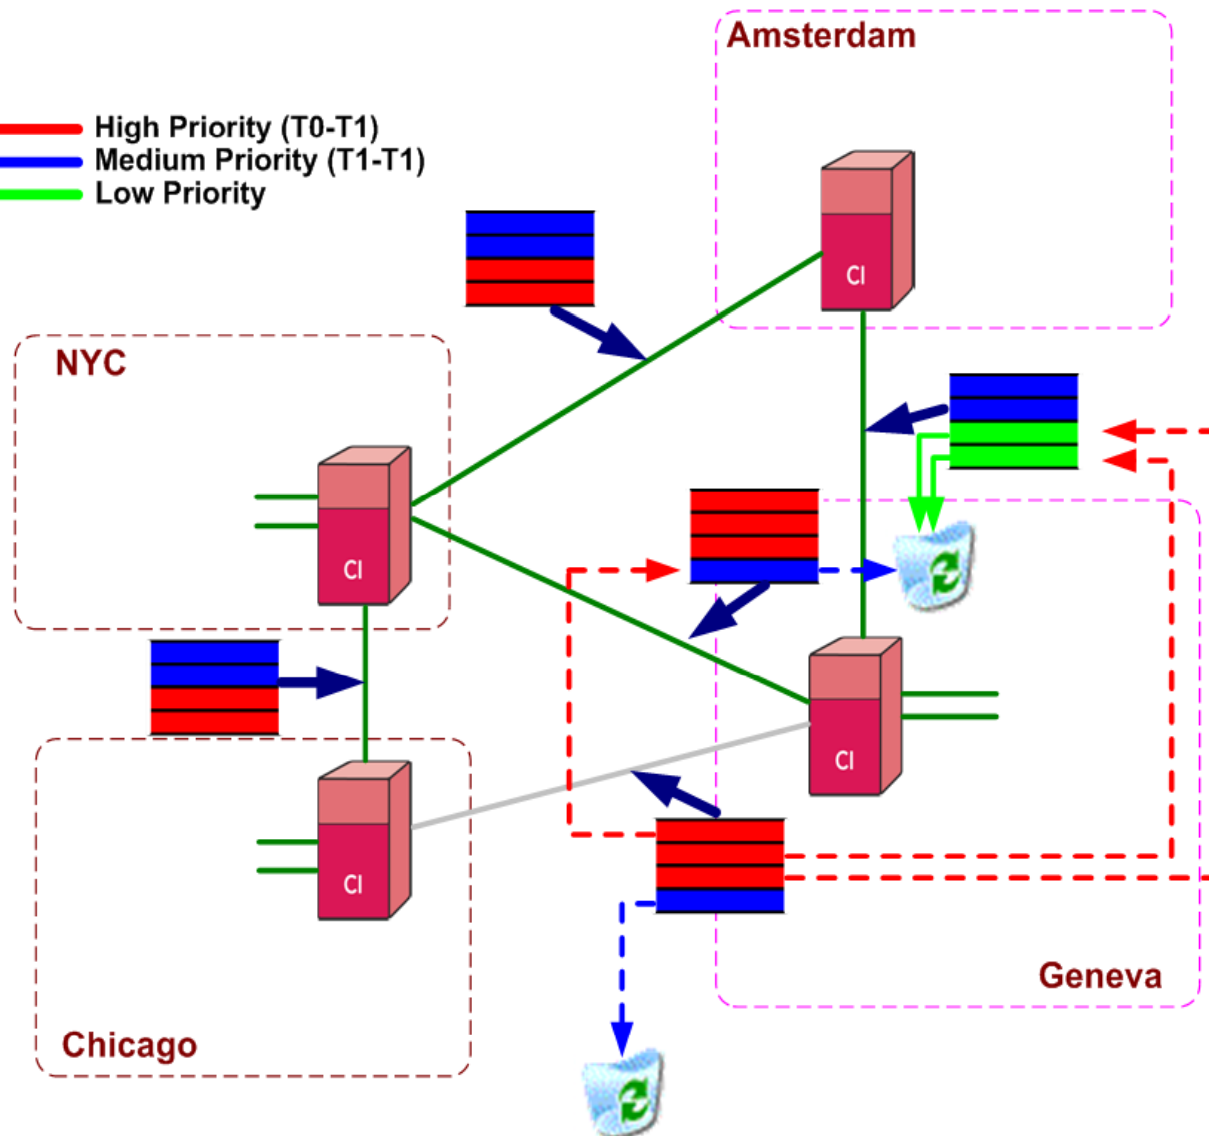 Amsterdam
High Priority (T0-T1)
Medium Priority (T1-T1)
Low Priority
CI
NYC
CI
CI
CI
Geneva
Chicago